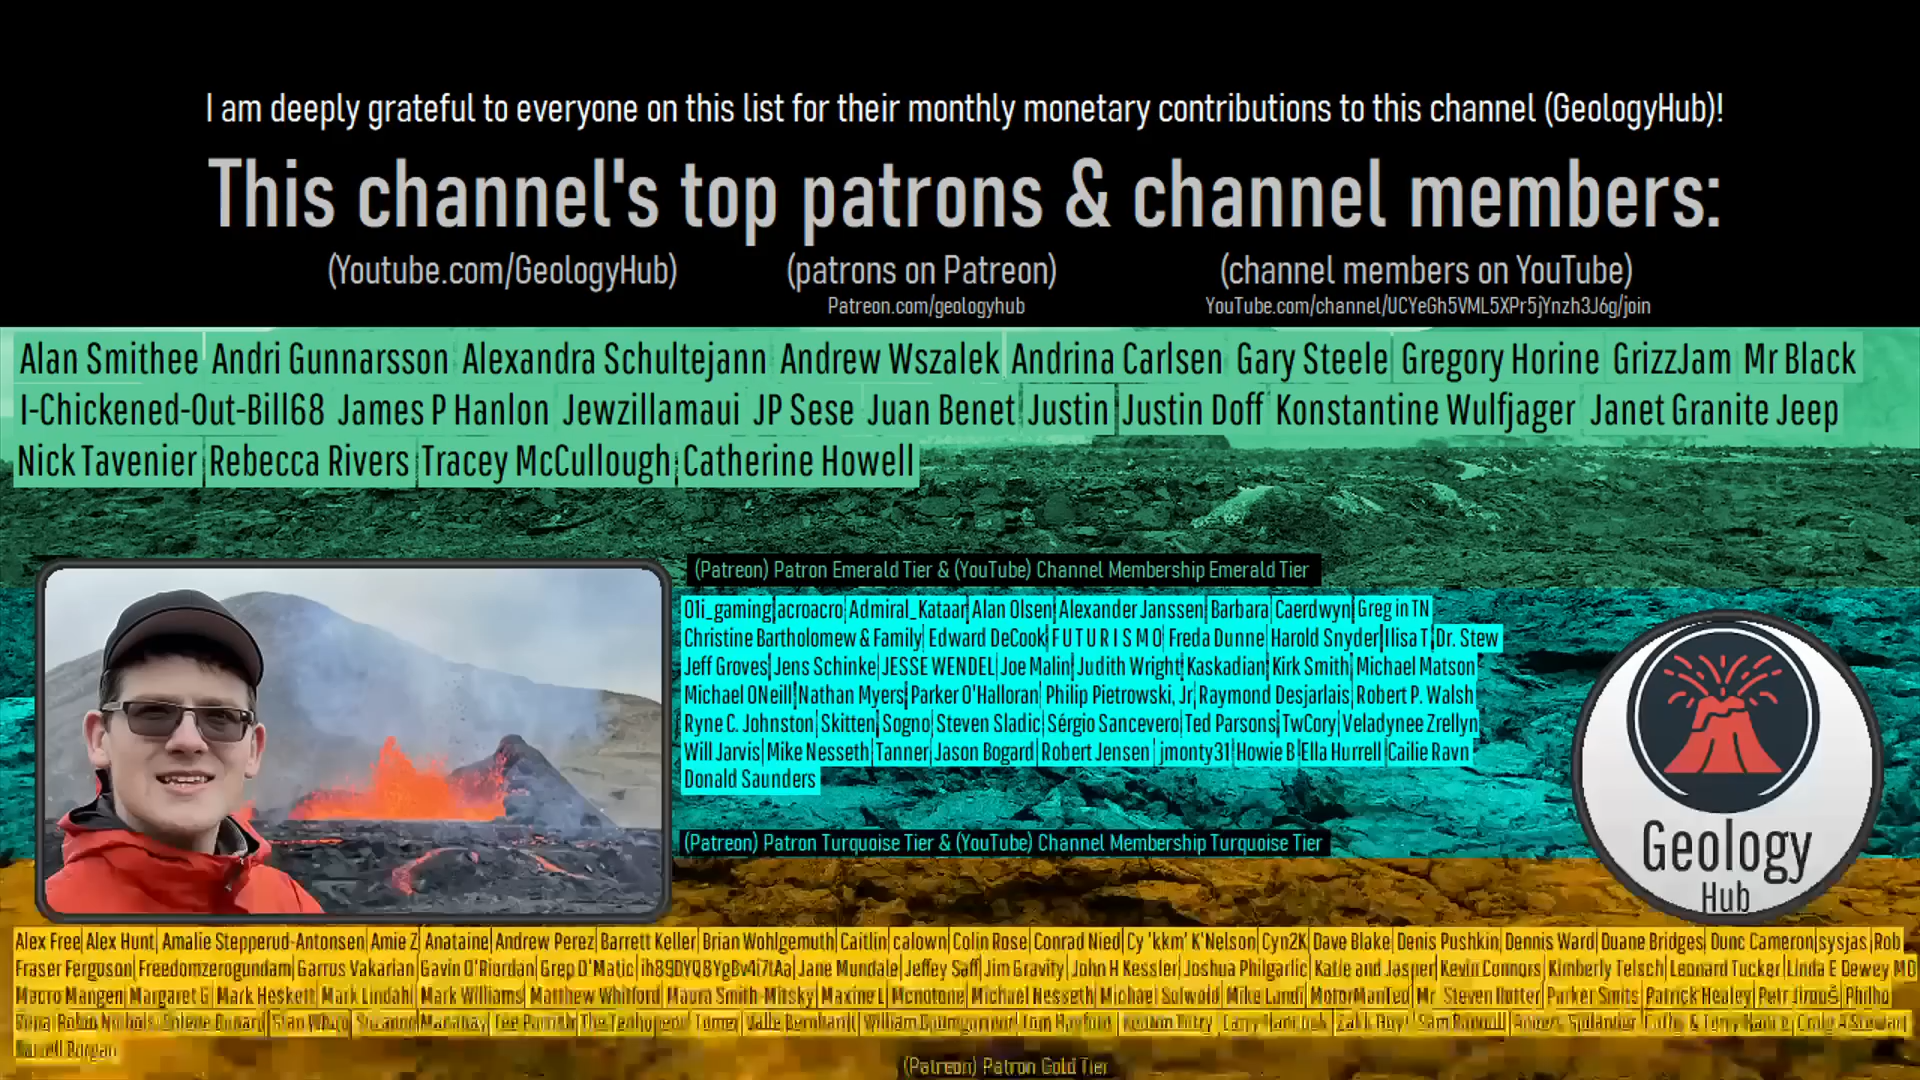 I am deeply grateful to everyone on this list for their monthly monetary contributions to this channel (GeologyHub)!
This channel's top patrons & channel members:
(Youtube.com/GeologyHub) (patrons on Patreon) (channel members on YouTube)
Patreon.com/geologyhub YouTube.com/channel/UCYeGh5VML5XPr5jYnzh3J6g/join
Alan Smithee Andri Gunnarsson Alexandra Schultejann Andrew Wszalek Andrina Carlsen Gary Steele Gregory Horine GrizzJam Mr Black
I-Chickened-Out-Bill68 James P Hanlon Jewzillamaui JP Sese Juan Benet Justin Justin Doff Konstantine Wulfjager Janet Granite Jeep
Nick Tavenier Rebecca Rivers Tracey McCullough Catherine Howell
(Patreon) Patron Emerald Tier & (YouTube) Channel Membership Emerald Tier
O1i_gaming acroacro Admiral_Kataar Alan Olsen Alexander Janssen Barbara Caerdwyn Greg in TN
Christine Bartholomew & Family Edward DeCook F U T U R I S M O Freda Dunne Harold Snyder Ilisa T Dr. Stew
Jeff Groves Jens Schinke JESSE WENDEL Joe Malin Judith Wright Kaskadian Kirk Smith Michael Matson
Michael ONeill Nathan Myers Parker O'Halloran Philip Pietrowski, Jr Raymond Desjarlais Robert P. Walsh
Ryne C. Johnston Skitten Sogno Steven Sladic Sérgio Sancevero Ted Parsons TwCory Veladynee Zrellyn
Will Jarvis Mike Nesseth Tanner Jason Bogard Robert Jensen jmonty31 Howie B Ella Hurrell Cailie Ravn
Donald Saunders
(Patreon) Patron Turquoise Tier & (YouTube) Channel Membership Turquoise Tier
Geology
Hub
Alex Free Alex Hunt Amalie Stepperud-Antonsen Amie Z Anataine Andrew Perez Barrett Keller Brian Wohlgemuth Caitlin calown Colin Rose Conrad Nied Cy 'kkm' K'Nelson Cyn2K Dave Blake Denis Pushkin Dennis Ward Duane Bridges Dunc Cameron sysjas Rob
Fraser Ferguson Freedomzerogundam Garrus Vakarian Gavin O'Riordan Grep O'Matic Jane Mundale Jeffey Saff Jim Gravity John H Kessler Joshua Philgarlic Katie and Jasper Kevin Connors Kimberly Telsch Leonard Tucker Linda E Dewey MD
Macro Mangen Margaret G Mark Heskett Mark Lindahl Mark Williams Matthew Whitford Maura Smith-Mitsky Maxine L Monotone Michael Nesseth Mike Lundi MotorManTed Mr Parker Smits Patrick Healey
(Patreon) Patron Gold Tier